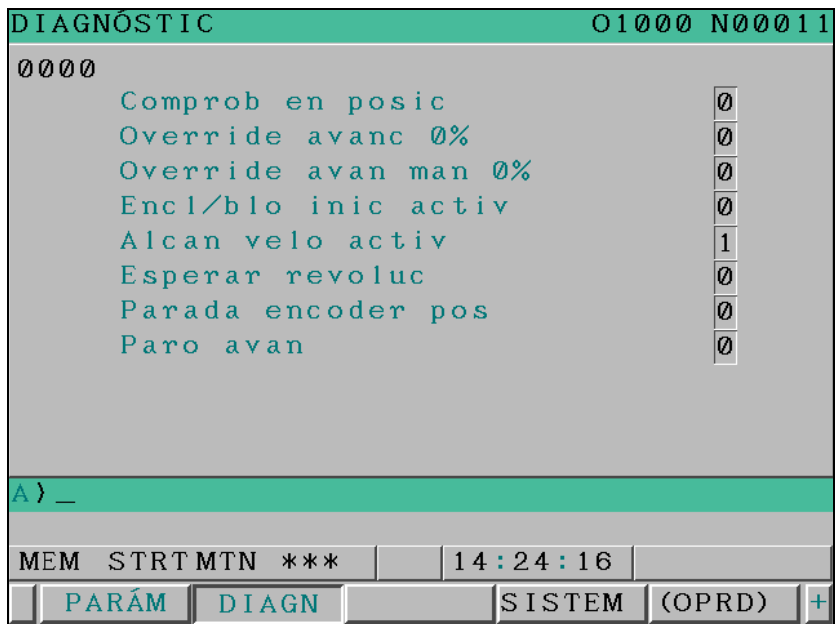 DIAGNÓSTIC O1000 N00011
0000
Comprob en posic 0
Override avanc 0% 0
Override avan man 0% 0
Encl/blo inic activ 0
Alcan velo activ 1
Esperar revoluc 0
Parada encoder pos 0
Paro avan 0
A)_
MEM STRT MTN *** 14:24:16
PARÁM DIAGN SISTEM (OPRD) +